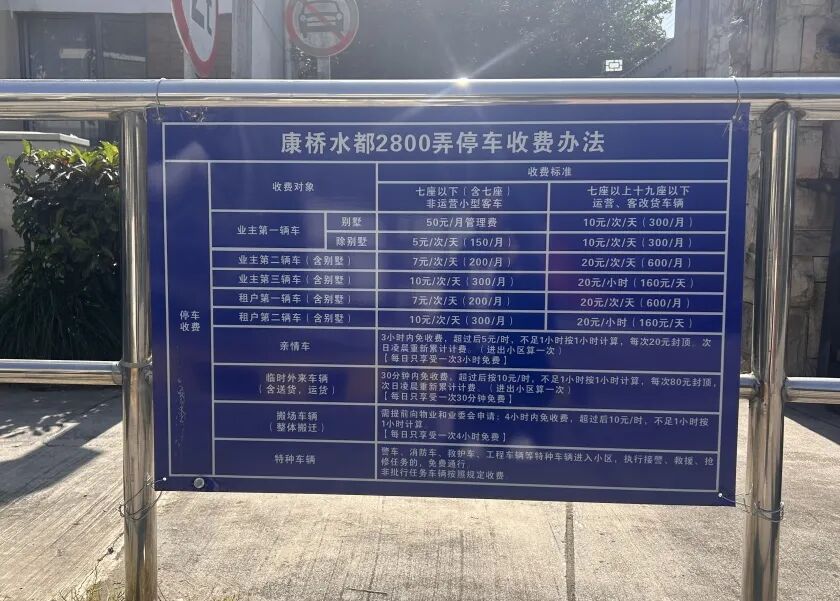 康桥水都2800弄停车收费办法
停车收费
收费对象
收费标准
七座以下（含七座）
非运营小型客车
七座以上十九座以下
运营、客改货车辆
业主第一辆车
别墅
50元/月管理费
10元/次/天（300/月）
除别墅
5元/次/天（150/月）
10元/次/天（300/月）
业主第二辆车（含别墅）
7元/次/天（200/月）
20元/次/天（600/月）
业主第三辆车（含别墅）
10元/次/天（300/月）
20元/小时（160元/天）
租户第一辆车（含别墅）
7元/次/天（200/月）
20元/次/天（600/月）
租户第二辆车（含别墅）
10元/次/天（300/月）
20元/小时（160元/天）
亲情车
3小时内免收费，超过后5元/时、不足1小时按1小时计算，每次20元封顶。次
日凌晨重新累计计费。（进出小区算一次）
【每日只享受一次3小时免费】
临时外来车辆
（含送货，运货）
30分钟内免收费，超过后按10元/时，不足1小时按1小时计算，每次80元封顶，
次日凌晨重新累计计费。（进出小区算一次）
【每日只享受一次30分钟免费】
搬场车辆
（整体搬迁）
需提前向物业和业委会申请：4小时内免收费，超过后10元/时，不足1小时按
1小时计算。
【每日只享受一次4小时免费】
特种车辆
警车、消防车、救护车、工程车辆等特种车辆进入小区，执行接警、救援、抢
修任务的，免费通行。
非批行任务车辆按照规定收费